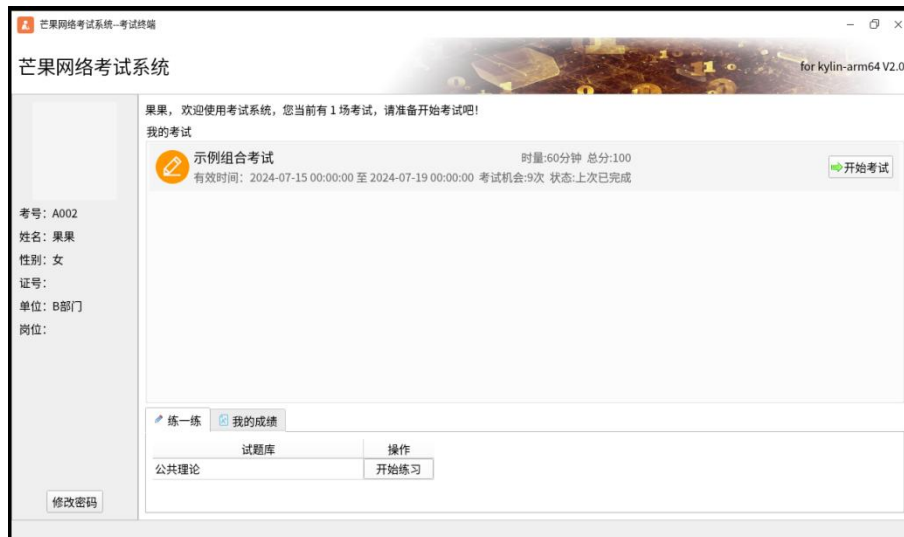 芒果网络考试系统--考试终端
芒果网络考试系统
for kylin-arm64 V2.0
果果, 欢迎使用考试系统，您当前有 1 场考试，请准备开始考试吧!
我的考试
示例组合考试
时量:60分钟 总分:100
有效时间: 2024-07-15 00:00:00 至 2024-07-19 00:00:00 考试机会:9次 状态:上次已完成
开始考试
考号: A002
姓名: 果果
性别: 女
证号:
单位: B部门
岗位:
练一练
我的成绩
试题库
操作
公共理论
开始练习
修改密码